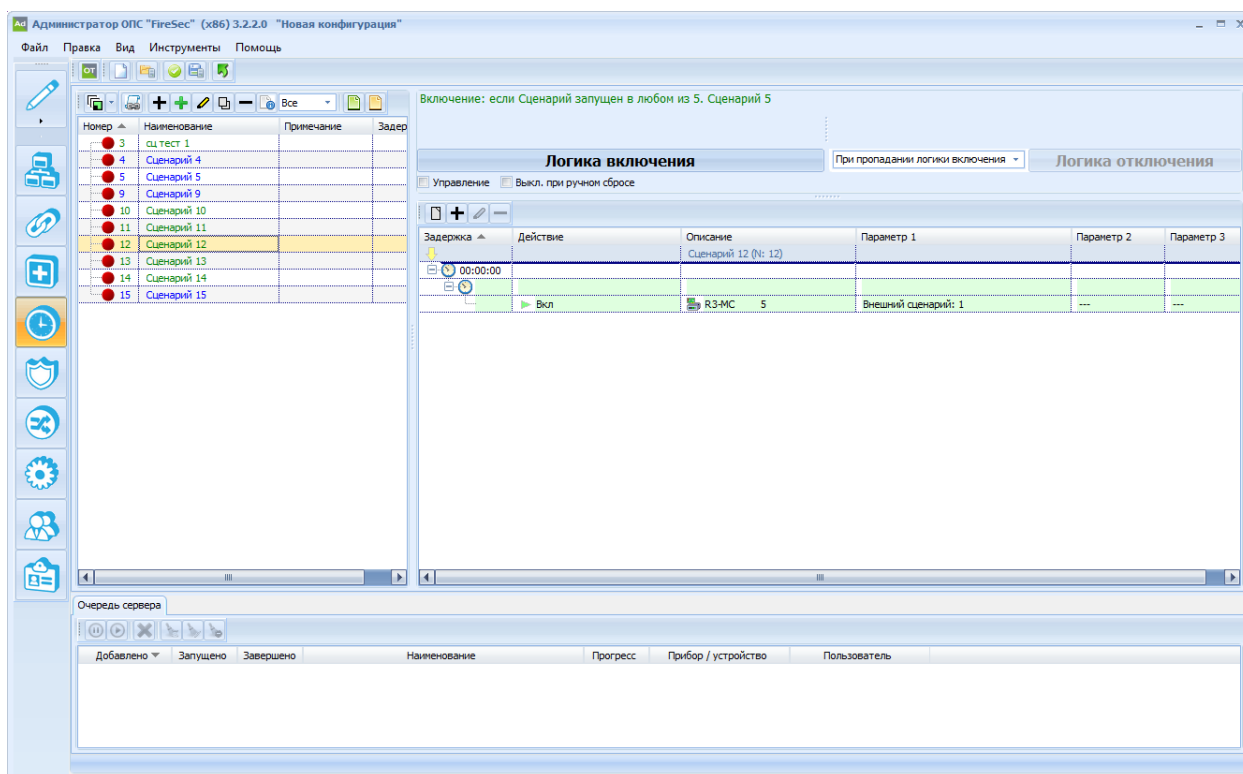 Ad Администратор ОПС "FireSec" (x86) 3.2.2.0 "Новая конфигурация"
Файл Правка Вид Инструменты Помощь
ОТ
Все
Номер Наименование Примечание Задер
3 сц тест 1
4 Сценарий 4
5 Сценарий 5
9 Сценарий 9
10 Сценарий 10
11 Сценарий 11
12 Сценарий 12
13 Сценарий 13
14 Сценарий 14
15 Сценарий 15
Включение: если Сценарий запущен в любом из 5. Сценарий 5
Логика включения При пропадании логики включения Логика отключения
Управление Выкл. при ручном сбросе
Задержка Действие Описание Параметр 1 Параметр 2 Параметр 3
Сценарий 12 (N: 12)
00:00:00
Вкл R3-МС 5 Внешний сценарий: 1 --- ---
Очередь сервера
Добавлено Запущено Завершено Наименование Прогресс Прибор / устройство Пользователь